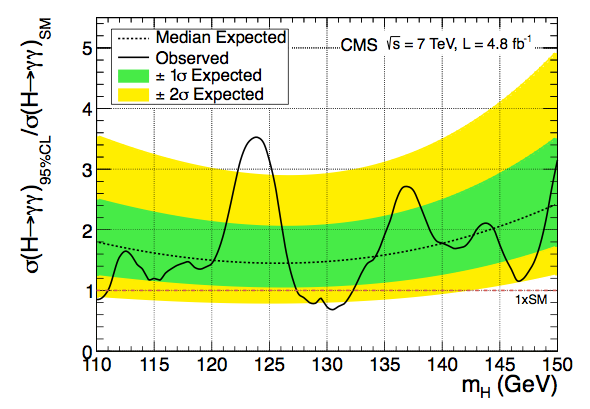 σ(H→γγ)95%CL/σ(H→γγ)SM
Median Expected
Observed
± 1σ Expected
± 2σ Expected
CMS √s = 7 TeV, L = 4.8 fb⁻¹
5
4
3
2
1
0
1xSM
110 115 120 125 130 135 140 145 150
mH (GeV)